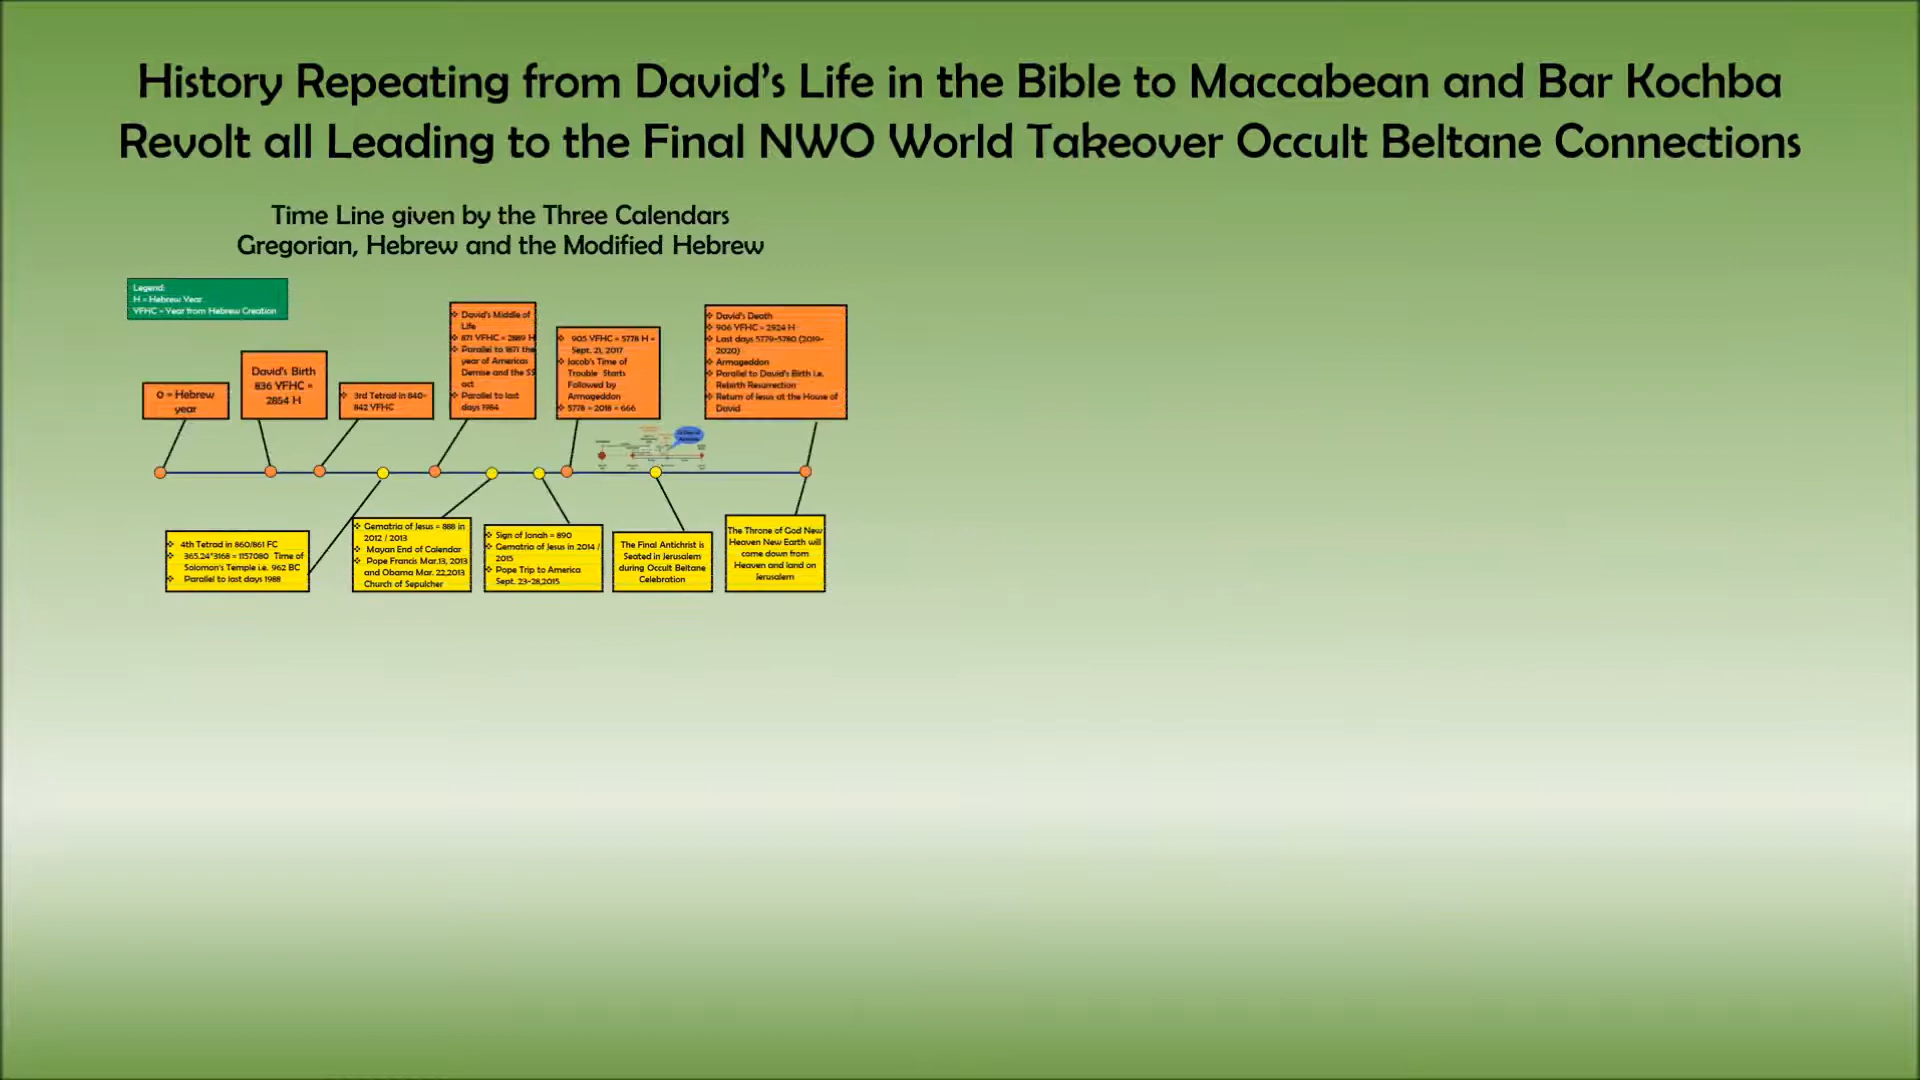 History Repeating from David's Life in the Bible to Maccabean and Bar Kochba
Revolt all Leading to the Final NWO World Takeover Occult Beltane Connections
Time Line given by the Three Calendars
Gregorian, Hebrew and the Modified Hebrew
Legend:
H = Hebrew Year
YFHC = Year from Hebrew Creation
0 = Hebrew
year
David's Birth
836 YFHC =
2854 H
3rd Tetrad in 840-
842 YFHC
David's Middle of
Life
871 YFHC = 2889 H
Parallel to 1871 the
year of Americas
Demise and the SS
act
Parallel to last
days 1984
905 YFHC = 5778 H =
Sept. 21, 2017
Jacob's Time of
Trouble Starts
Followed by
Armageddon
5778 = 2018 = 666
David's Death
906 YFHC = 2924 H
Last days 5779-5780 (2019-
2020)
Armageddon
Parallel to David's Birth i.e.
Rebirth Resurrection
Return of Jesus at the House of
David
4th Tetrad in 860/861 FC
365.24*3168 = 1157080 Time of
Solomon's Temple i.e. 962 BC
Parallel to last days 1988
Gematria of Jesus = 888 in
2012 / 2013
Mayan End of Calendar
Pope Francis Mar.13, 2013
and Obama Mar. 22,2013
Church of Sepulcher
Sign of Jonah = 890
Gematria of Jesus in 2014 /
2015
Pope Trip to America
Sept. 23-28,2015
The Final Antichrist is
Seated in Jerusalem
during Occult Beltane
Celebration
The Throne of God New
Heaven New Earth will
come down from
Heaven and land on
Jerusalem